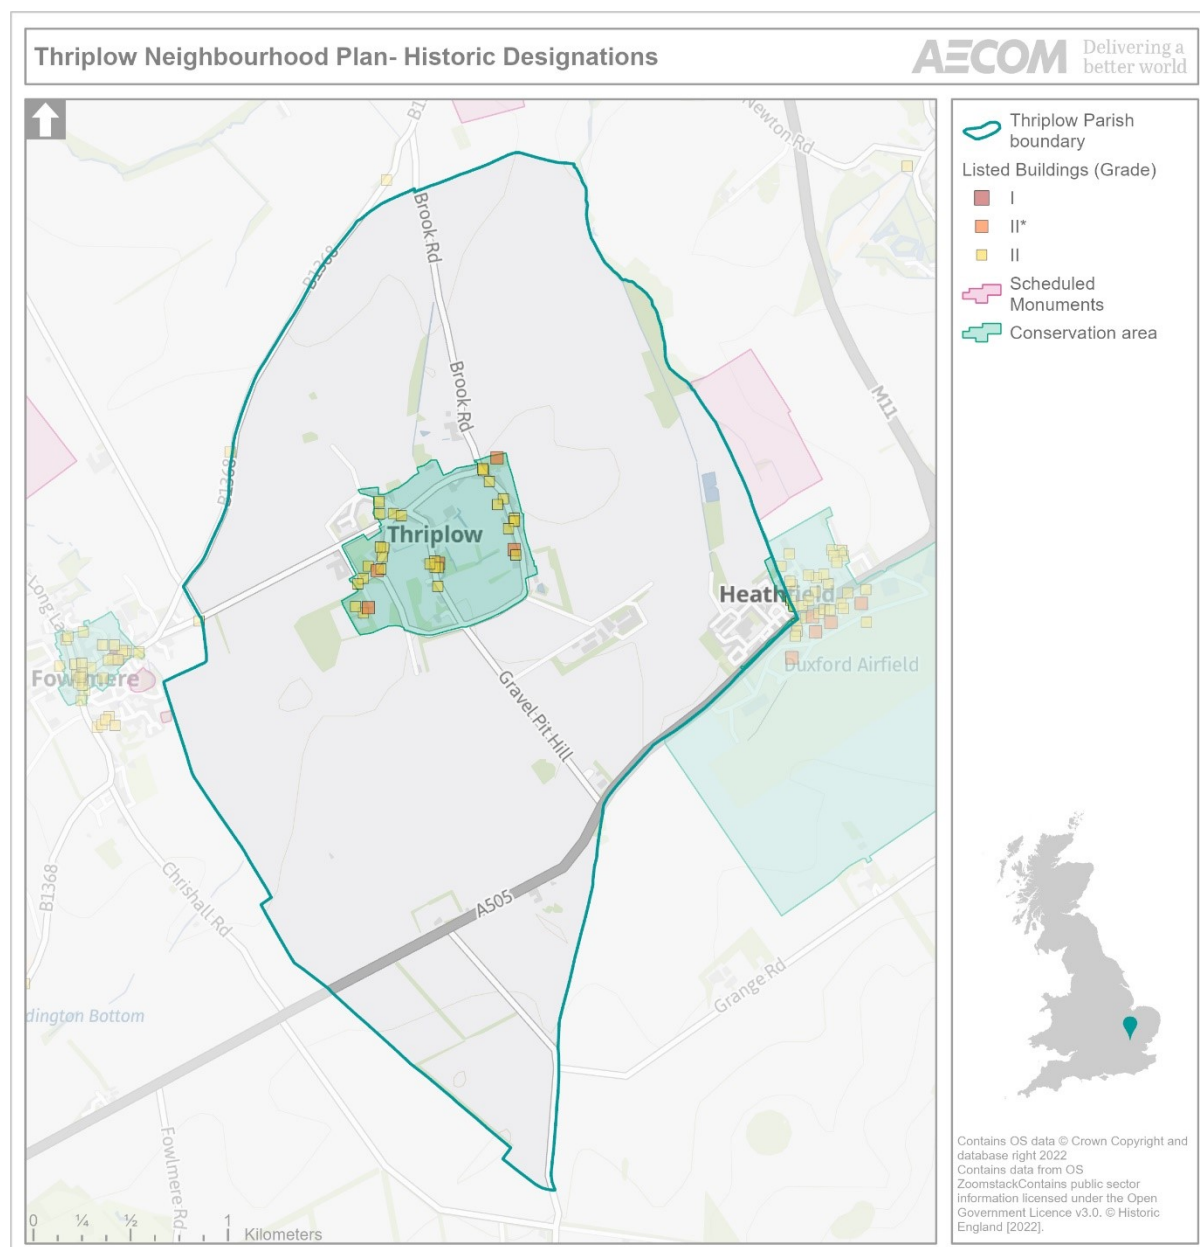 Thriplow Neighbourhood Plan- Historic Designations
AECOM
Delivering a
better world
Thriplow Parish
boundary
Listed Buildings (Grade)
I
II*
II
Scheduled
Monuments
Conservation area
Newton Rd
B1368
Brook Rd
Brook Rd
M11
B1368
Thriplow
Long La
Heathfield
Fowlmere
Duxford Airfield
Gravel Pit Hill
Chrishall Rd
B1368
A505
Grange Rd
dington Bottom
Fowlmere Rd
0 ¼ ½ 1
Kilometers
Contains OS data © Crown Copyright and
database right 2022
Contains data from OS
ZoomstackContains public sector
information licensed under the Open
Government Licence v3.0. © Historic
England [2022].